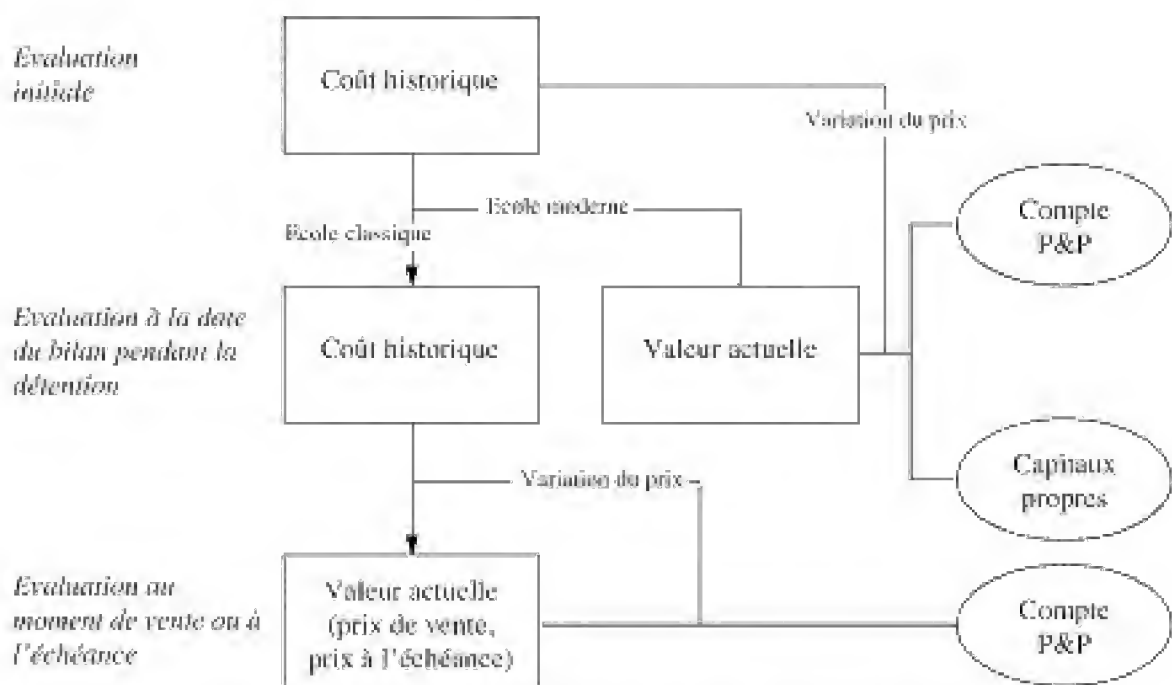 Evaluation
initiale
Coût historique
Variation du prix
Ecole moderne
Ecole classique
Compte
P&P
Evaluation à la date
du bilan pendant la
détention
Coût historique
Valeur actuelle
Variation du prix
Capitaux
propres
Evaluation au
moment de vente ou à
l'échéance
Valeur actuelle
(prix de vente,
prix à l'échéance)
Compte
P&P